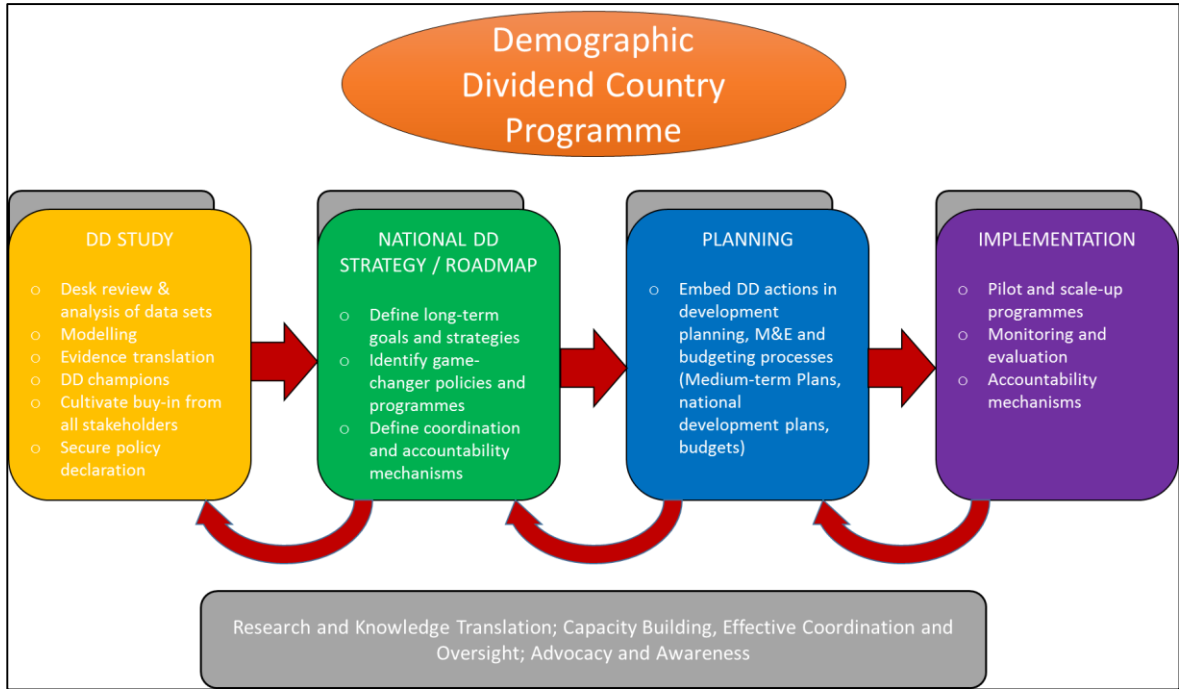 Demographic
Dividend Country
Programme
DD STUDY
o Desk review &
analysis of data sets
o Modelling
o Evidence translation
o DD champions
o Cultivate buy-in from
all stakeholders
o Secure policy
declaration
NATIONAL DD
STRATEGY / ROADMAP
o Define long-term
goals and strategies
o Identify game-
changer policies and
programmes
o Define coordination
and accountability
mechanisms
PLANNING
o Embed DD actions in
development
planning, M&E and
budgeting processes
(Medium-term Plans,
national
development plans,
budgets)
IMPLEMENTATION
o Pilot and scale-up
programmes
o Monitoring and
evaluation
o Accountability
mechanisms
Research and Knowledge Translation; Capacity Building, Effective Coordination and
Oversight; Advocacy and Awareness